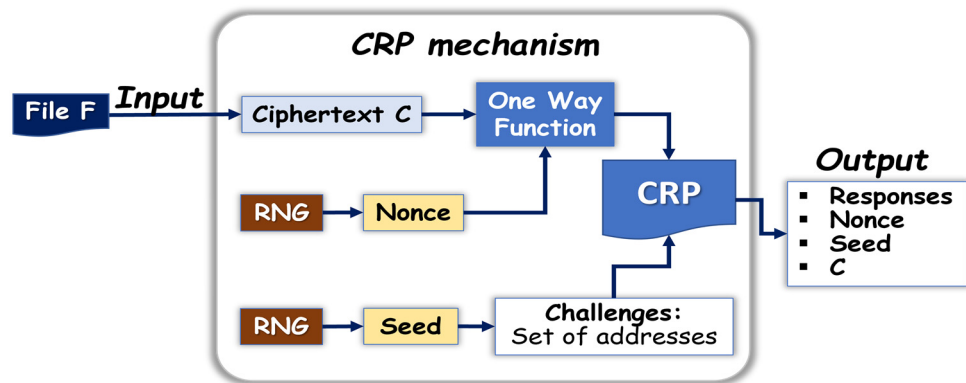 CRP mechanism
File F
Input
Ciphertext C
One Way
Function
RNG
Nonce
CRP
Output
▪ Responses
▪ Nonce
▪ Seed
▪ C
RNG
Seed
Challenges:
Set of addresses